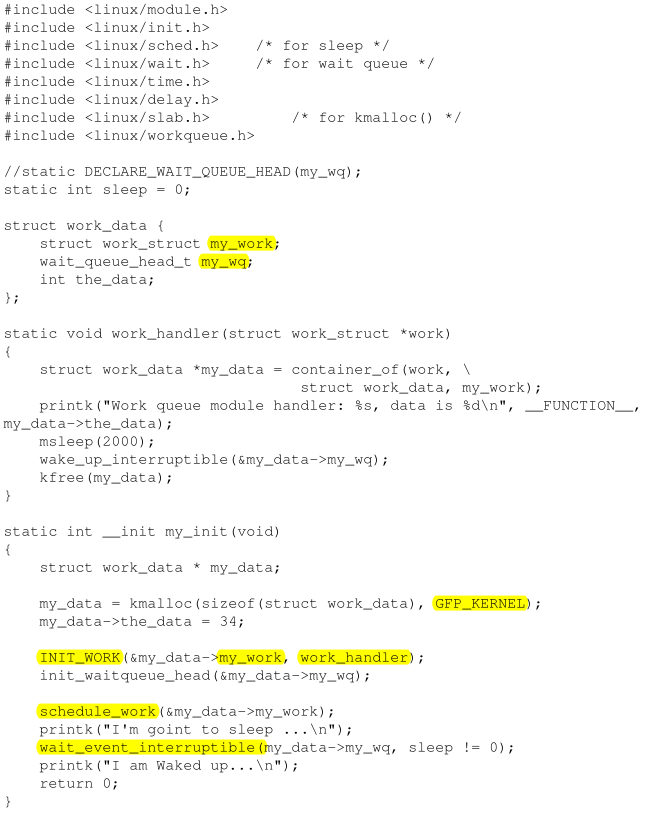 #include <linux/module.h>
#include <linux/init.h>
#include <linux/sched.h>    /* for sleep */
#include <linux/wait.h>     /* for wait queue */
#include <linux/time.h>
#include <linux/delay.h>
#include <linux/slab.h>         /* for kmalloc() */
#include <linux/workqueue.h>

//static DECLARE_WAIT_QUEUE_HEAD(my_wq);
static int sleep = 0;

struct work_data {
    struct work_struct my_work;
    wait_queue_head_t my_wq;
    int the_data;
};

static void work_handler(struct work_struct *work)
{
    struct work_data *my_data = container_of(work, \
                                 struct work_data, my_work);
    printk("Work queue module handler: %s, data is %d\n", __FUNCTION__,
my_data->the_data);
    msleep(2000);
    wake_up_interruptible(&my_data->my_wq);
    kfree(my_data);
}

static int __init my_init(void)
{
    struct work_data * my_data;

    my_data = kmalloc(sizeof(struct work_data), GFP_KERNEL);
    my_data->the_data = 34;

    INIT_WORK(&my_data->my_work, work_handler);
    init_waitqueue_head(&my_data->my_wq);

    schedule_work(&my_data->my_work);
    printk("I'm goint to sleep ...\n");
    wait_event_interruptible(my_data->my_wq, sleep != 0);
    printk("I am Waked up...\n");
    return 0;
}